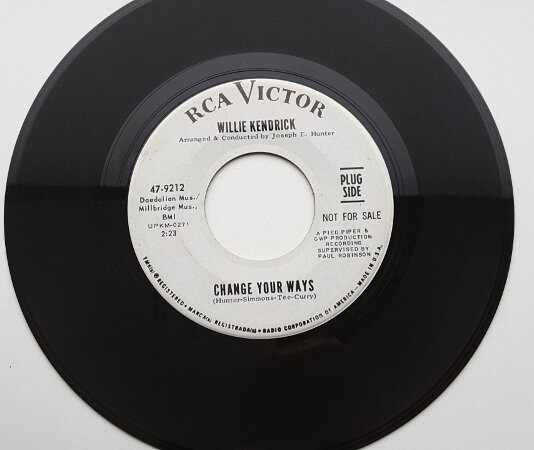 RCA VICTOR
WILLIE KENDRICK
Arranged & Conducted by Joseph E. Hunter
47-9212
Daedalian Mus./
Millbridge Mus.,
BMI
UPKM-0271
2:23
PLUG
SIDE
NOT FOR SALE
A PIED PIPER &
GWP PRODUCTION
RECORDING
SUPERVISED BY
PAUL ROBINSON
CHANGE YOUR WAYS
(Hunter-Simmons-Tee-Curry)
TMK(s) ® REGISTERED • MARCA(s) REGISTRADA(s) • RADIO CORPORATION OF AMERICA — MADE IN U.S.A.